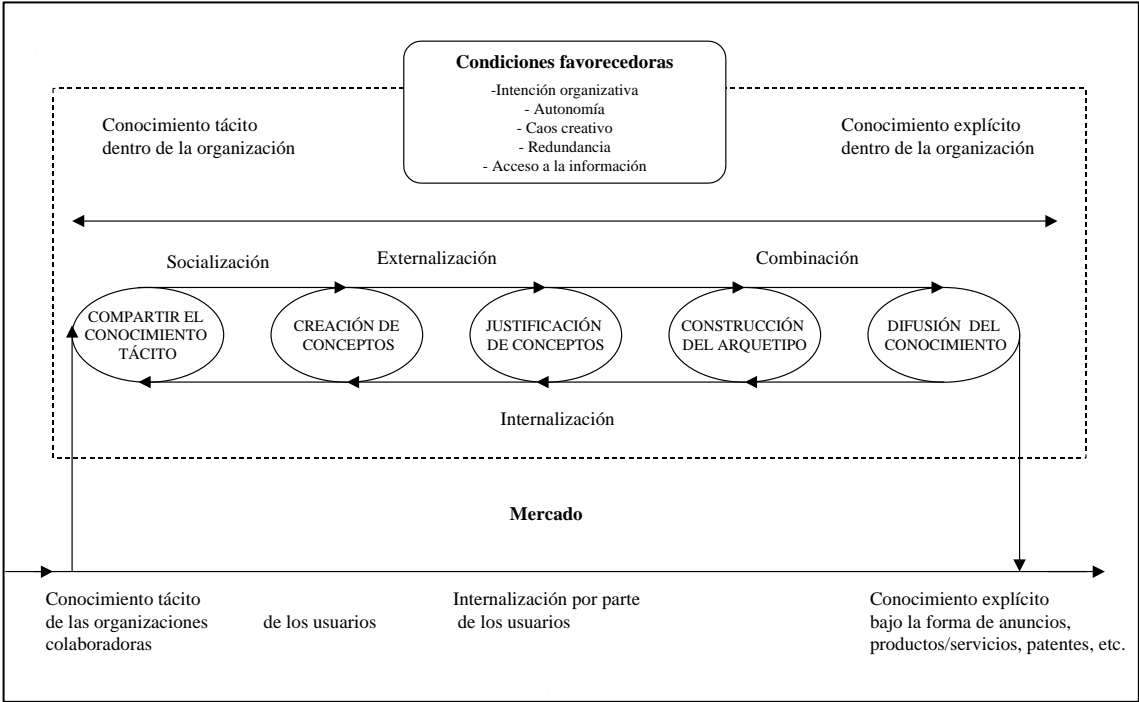 Condiciones favorecedoras
-Intención organizativa
- Autonomía
- Caos creativo
- Redundancia
- Acceso a la información
Conocimiento tácito
dentro de la organización
Conocimiento explícito
dentro de la organización
Socialización
Externalización
Combinación
COMPARTIR EL
CONOCIMIENTO
TÁCITO
CREACIÓN DE
CONCEPTOS
JUSTIFICACIÓN
DE CONCEPTOS
CONSTRUCCIÓN
DEL ARQUETIPO
DIFUSIÓN DEL
CONOCIMIENTO
Internalización
Mercado
Conocimiento tácito
de las organizaciones
colaboradoras
de los usuarios
Internalización por parte
de los usuarios
Conocimiento explícito
bajo la forma de anuncios,
productos/servicios, patentes, etc.